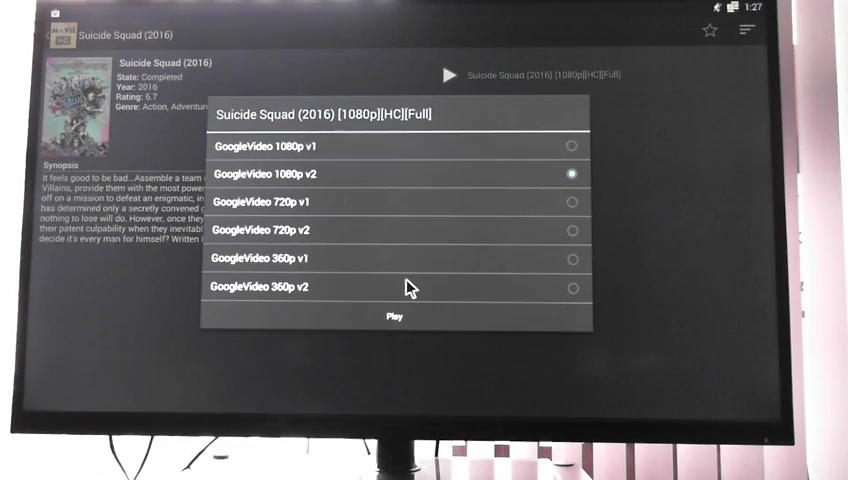 1:27
MOVIE
HD
Suicide Squad (2016)
Suicide Squad (2016)
State: Completed
Year: 2016
Rating: 6.7
Genre: Action, Adventure
Suicide Squad (2016) [1080p][HC][Full]
Suicide Squad (2016) [1080p][HC][Full]
GoogleVideo 1080p v1
GoogleVideo 1080p v2
GoogleVideo 720p v1
GoogleVideo 720p v2
GoogleVideo 360p v1
GoogleVideo 360p v2
Play
Synopsis
It feels good to be bad...Assemble a team
Villains, provide them with the most
off on a mission to defeat an enigmatic,
has determined only a secretly convened
nothing to lose will do. However, once they
their patent culpability when they
decide it's every man for himself? Written